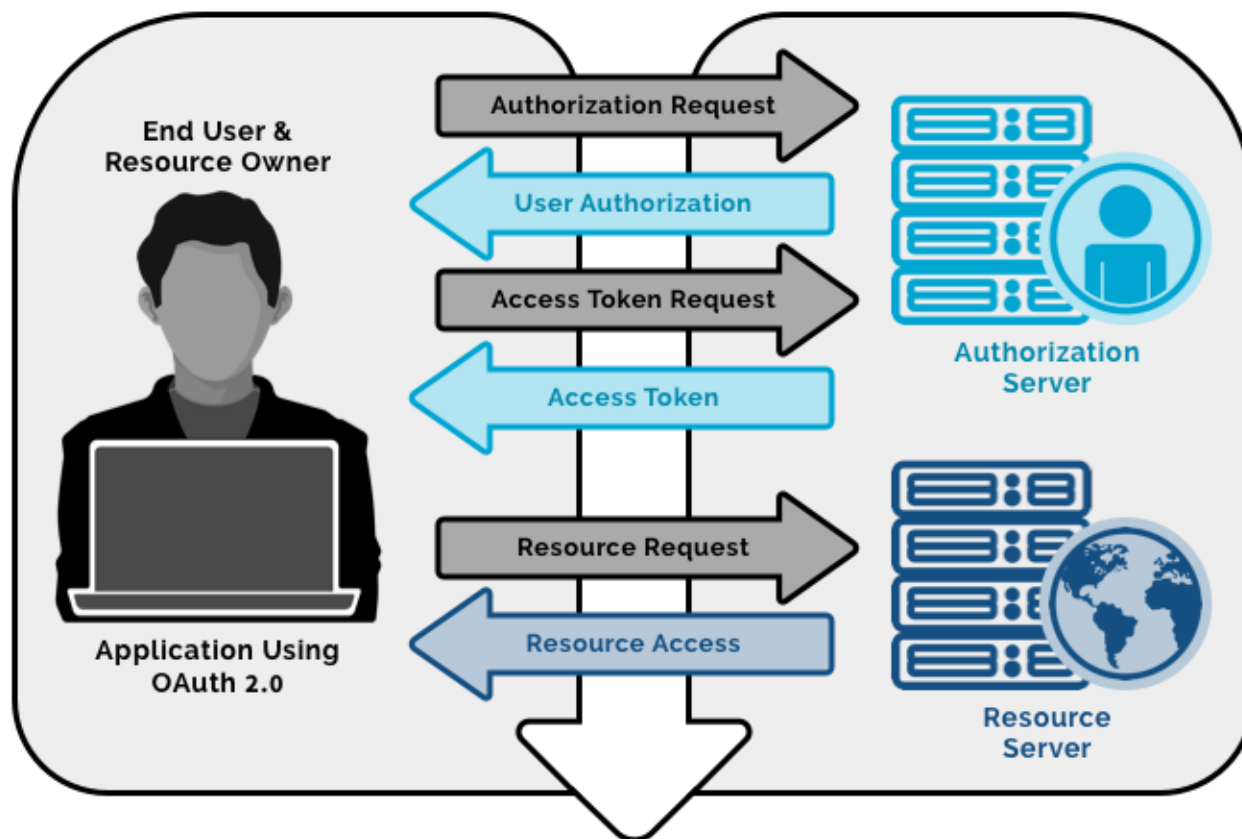 End User &
Resource Owner
Application Using
OAuth 2.0
Authorization Request
User Authorization
Access Token Request
Access Token
Resource Request
Resource Access
Authorization
Server
Resource
Server